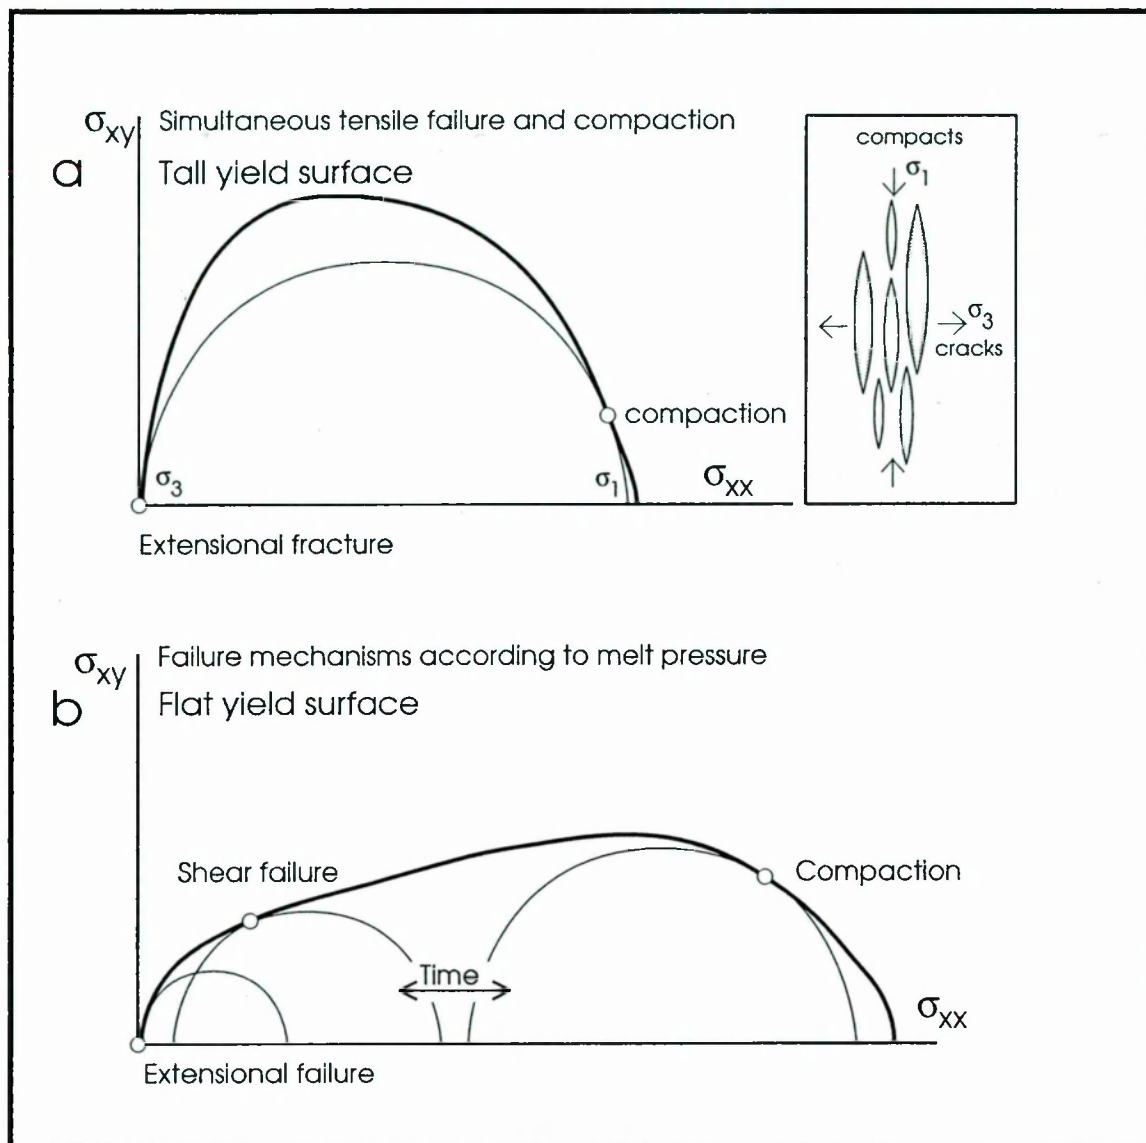 σxy
Simultaneous tensile failure and compaction
a
Tall yield surface
compacts
σ1
σ3
cracks
compaction
σ3
σ1
σxx
Extensional fracture
σxy
Failure mechanisms according to melt pressure
b
Flat yield surface
Shear failure
Compaction
Time
σxx
Extensional failure